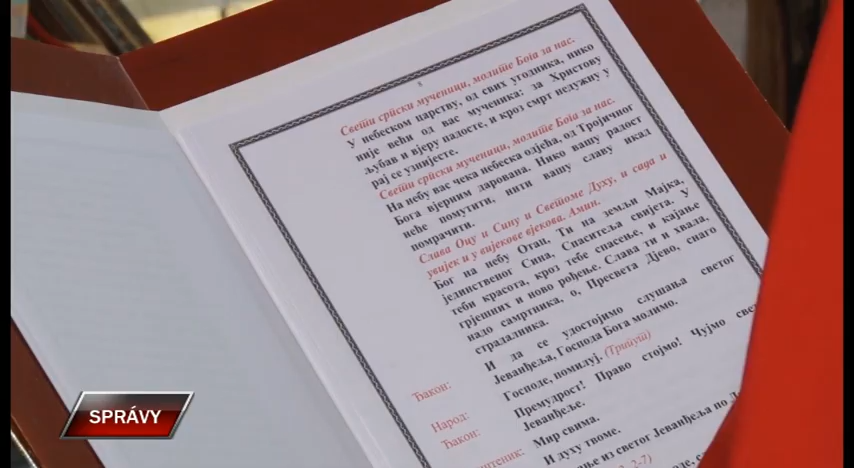 8
Свети српски мученици, молите Бога за нас.
У небеском царству, од свих угодника, нико
није већи од вас мученика: за Христову
љубав и вјеру падосте, и кроз смрт недужну у
рај се узнијесте.
Свети српски мученици, молите Бога за нас.
На небу вас чека небеска одјећа, од Тројичног
Бога вјерним дарована. Нико вашу радост
неће помутити, нити вашу славу икад
помрачити.
Слава Оцу и Сину и Светоме Духу, и сада и
увијек и у вијекове вјекова. Амин.
Бог на небу Отац, Ти на земљи Мајка,
јединственог Сина, Спаситеља свијета. У
теби красота, кроз тебе спасење, и кајање
грјешних и ново рођење. Слава ти и хвала,
надо самртника, о, Пресвета Дјево, снаго
страдалника.
И да се удостојимо слушања светог
Јеванђеља, Господа Бога молимо.
Ђакон:
Господе, помилуј. (Трипут)
Народ:
Премудрост! Право стојмо! Чујмо
Ђакон:
Јеванђеље.
Мир свима.
И духу твоме.
из светог Јеванђеља по
SPRÁVY